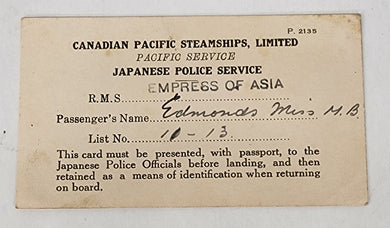 P. 2135
CANADIAN PACIFIC STEAMSHIPS, LIMITED
PACIFIC SERVICE
JAPANESE POLICE SERVICE
R.M.S. EMPRESS OF ASIA
Passenger's Name Edmonds Miss M.B.
List No. 10-13
This card must be presented, with passport, to the
Japanese Police Officials before landing, and then
retained as a means of identification when returning
on board.